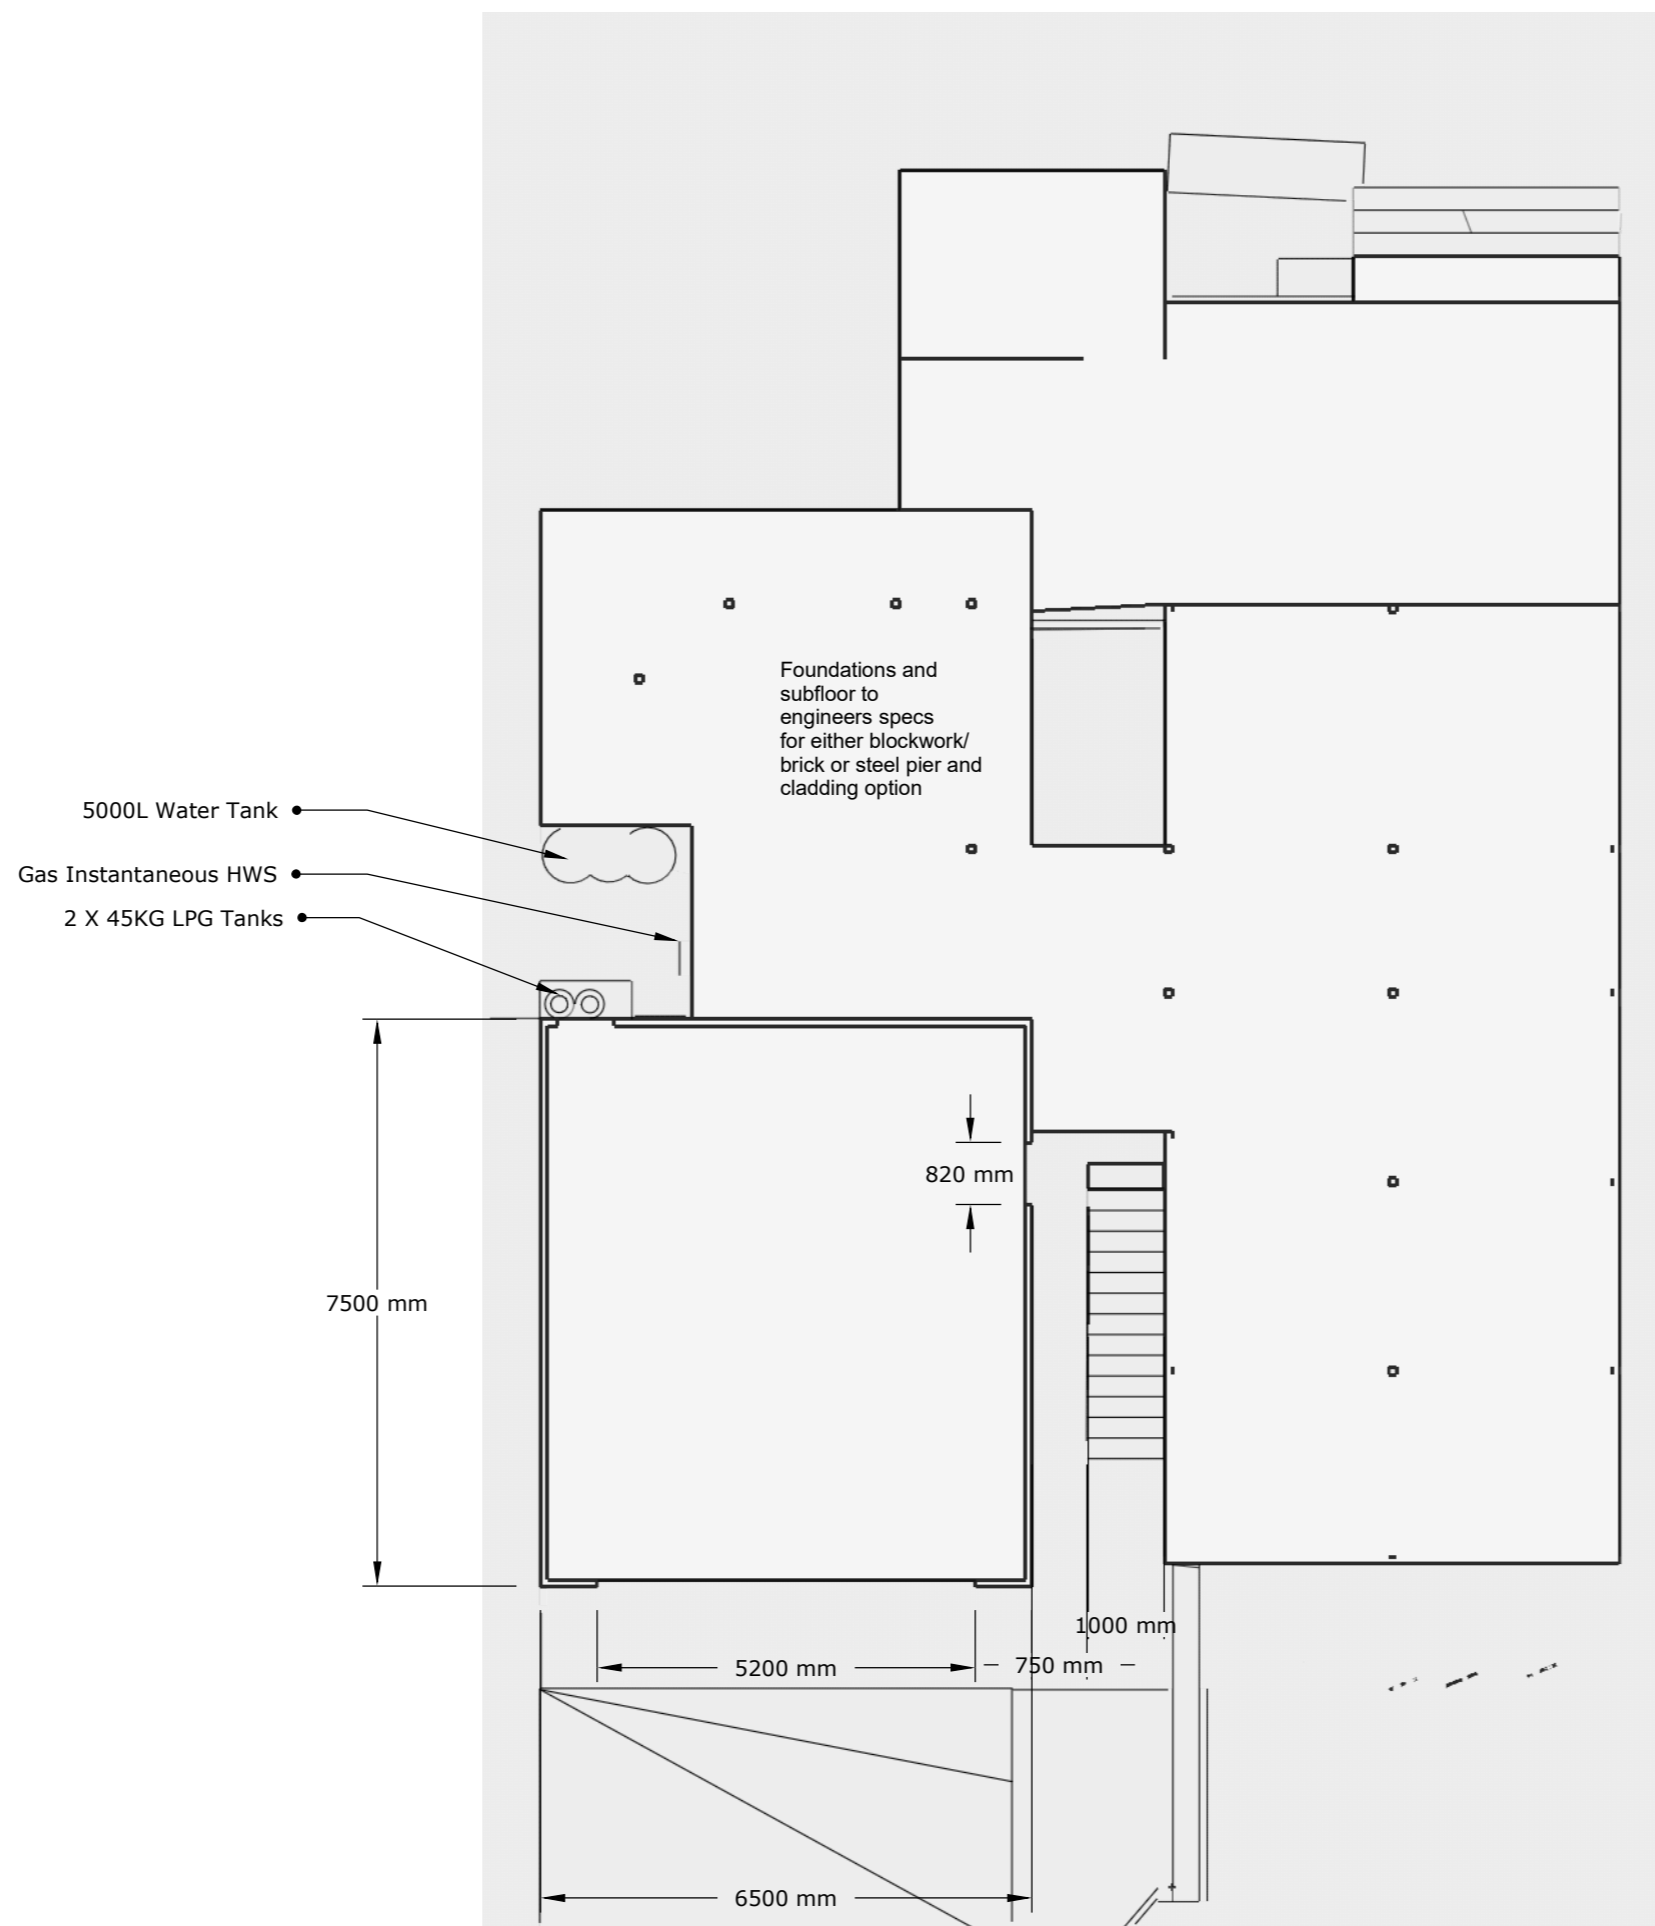 Foundations and
subfloor to
engineers specs
for either blockwork/
brick or steel pier and
cladding option
5000L Water Tank
Gas Instantaneous HWS
2 X 45KG LPG Tanks
820 mm
7500 mm
1000 mm
5200 mm
750 mm
6500 mm